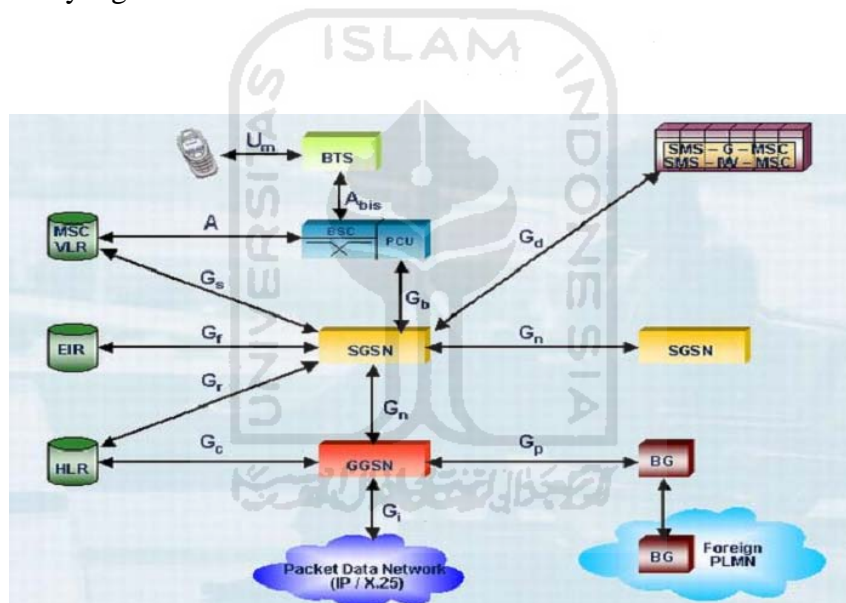 ISLAM
UNIVERSITAS
INDONESIA
Um
BTS
SMS - G - MSC
SMS - IW - MSC
Abis
MSC
VLR
A
BSC
PCU
Gd
Gs
Gb
EIR
Gf
SGSN
Gn
SGSN
Gr
Gn
HLR
Gc
GGSN
Gp
BG
Gi
Packet Data Network
(IP / X.25)
BG
Foreign
PLMN